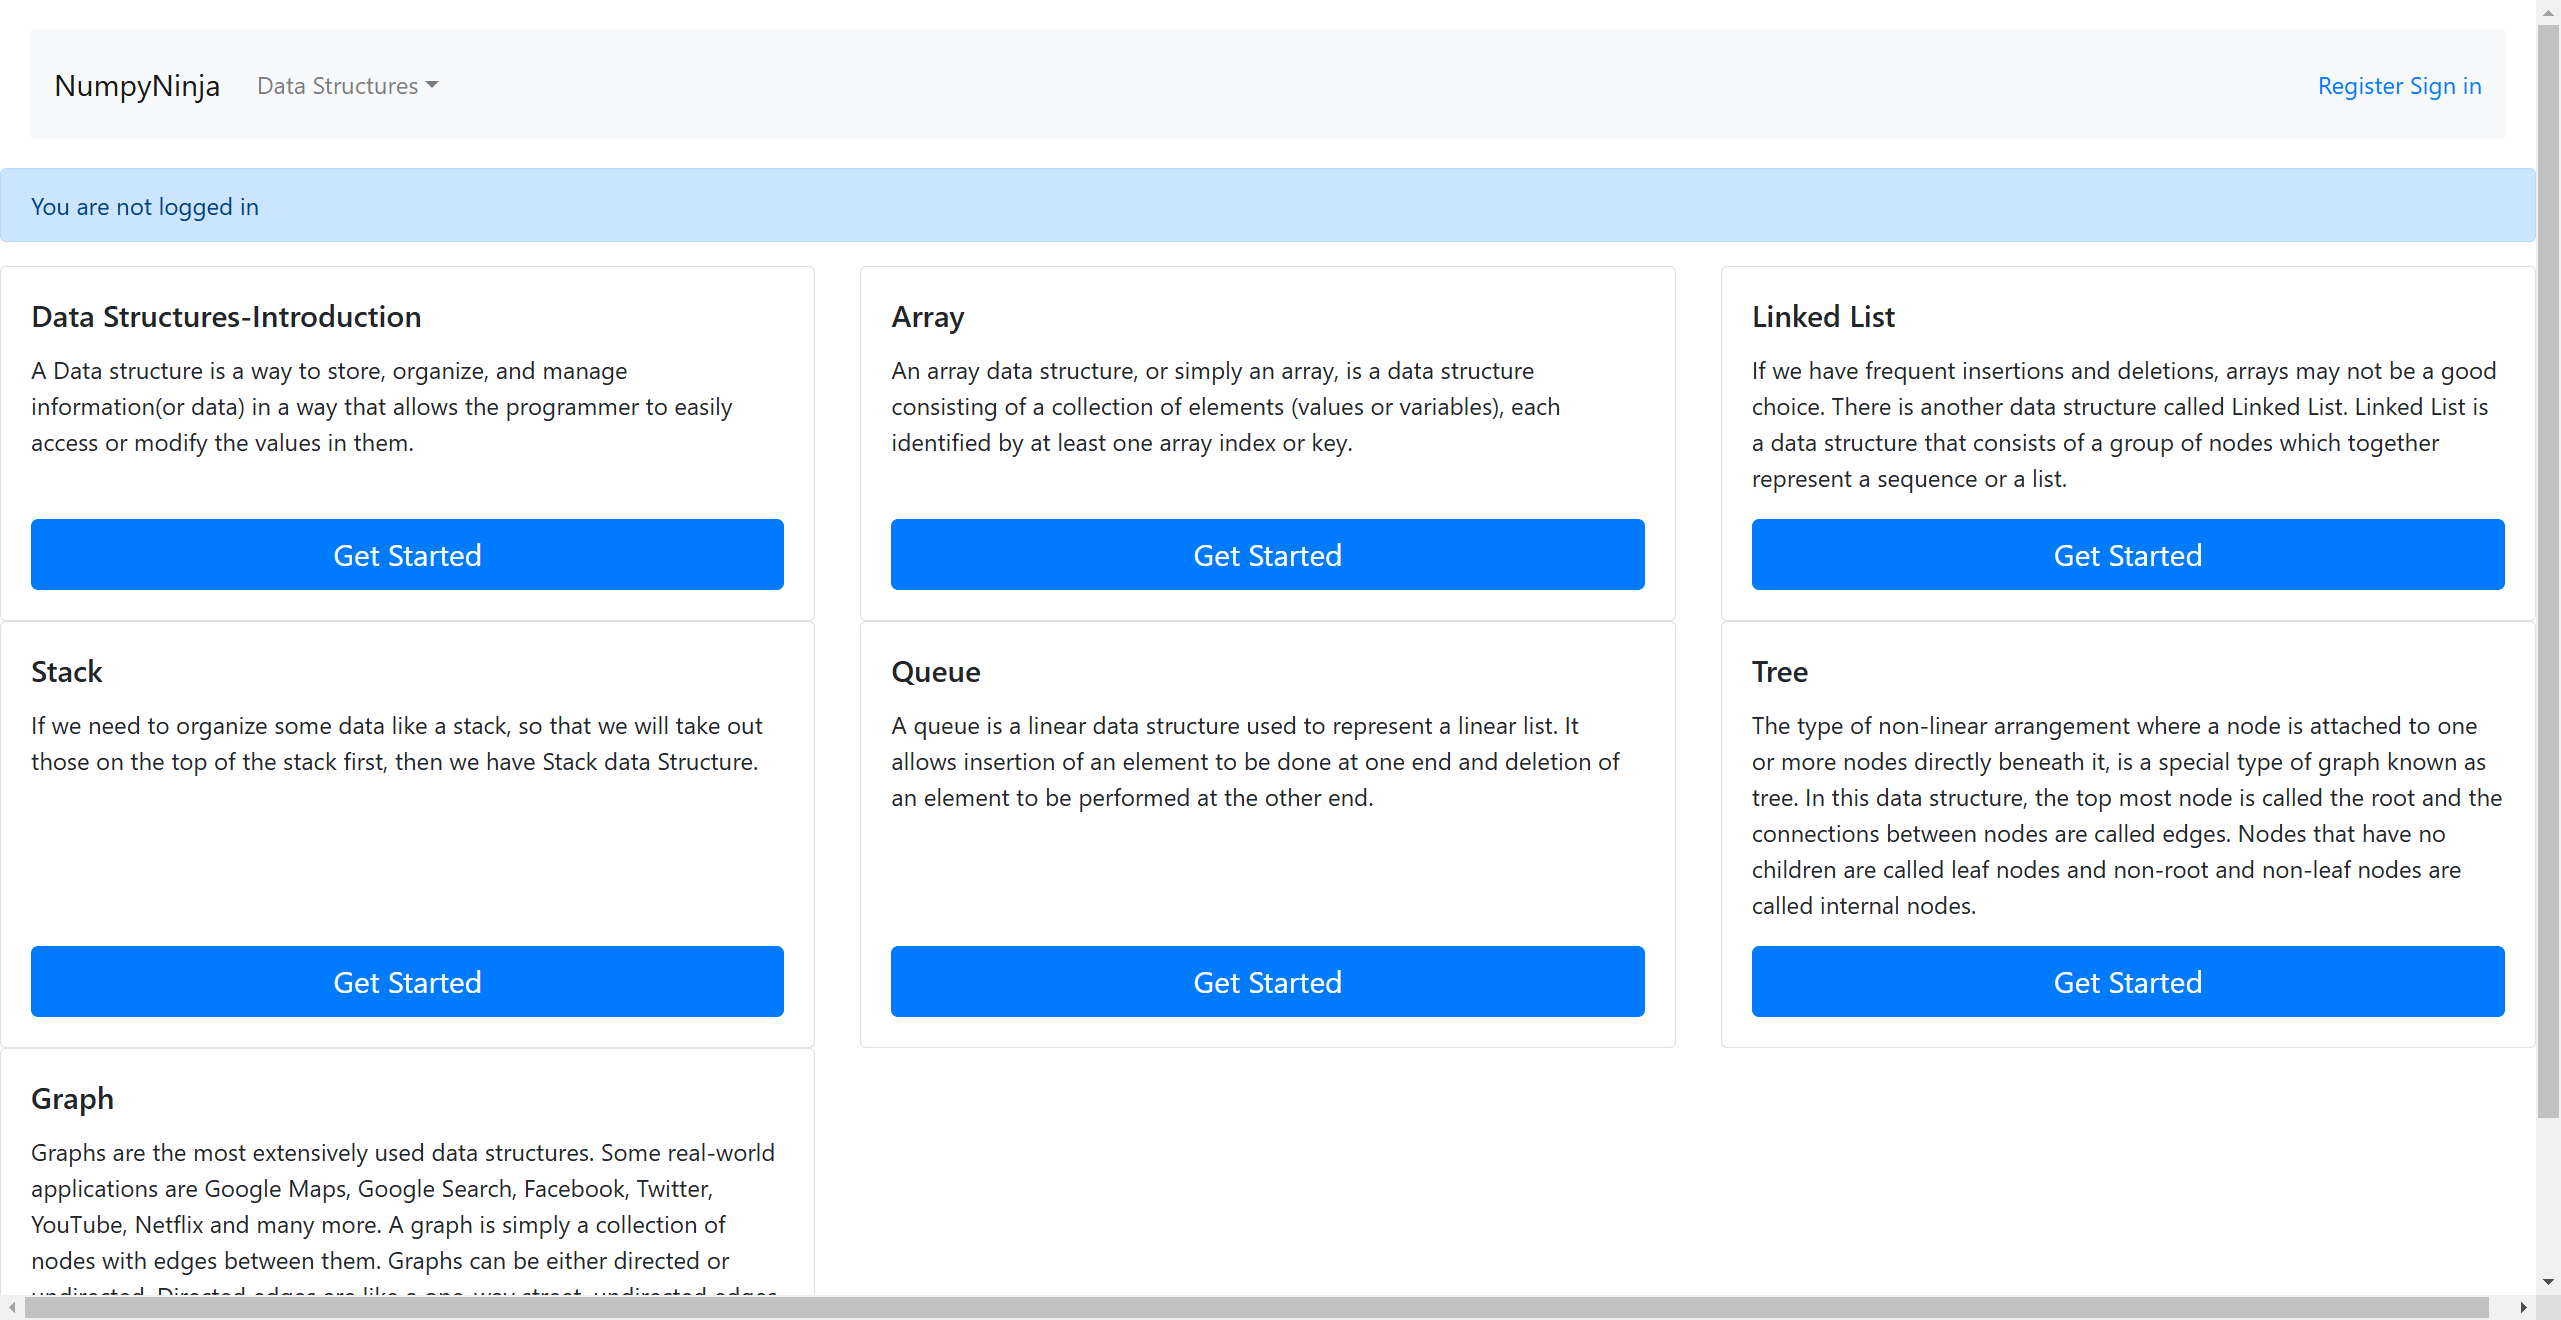 NumpyNinja
Data Structures
Register Sign in
You are not logged in
Data Structures-Introduction
A Data structure is a way to store, organize, and manage
information(or data) in a way that allows the programmer to easily
access or modify the values in them.
Get Started
Array
An array data structure, or simply an array, is a data structure
consisting of a collection of elements (values or variables), each
identified by at least one array index or key.
Get Started
Linked List
If we have frequent insertions and deletions, arrays may not be a good
choice. There is another data structure called Linked List. Linked List is
a data structure that consists of a group of nodes which together
represent a sequence or a list.
Get Started
Stack
If we need to organize some data like a stack, so that we will take out
those on the top of the stack first, then we have Stack data Structure.
Get Started
Queue
A queue is a linear data structure used to represent a linear list. It
allows insertion of an element to be done at one end and deletion of
an element to be performed at the other end.
Get Started
Tree
The type of non-linear arrangement where a node is attached to one
or more nodes directly beneath it, is a special type of graph known as
tree. In this data structure, the top most node is called the root and the
connections between nodes are called edges. Nodes that have no
children are called leaf nodes and non-root and non-leaf nodes are
called internal nodes.
Get Started
Graph
Graphs are the most extensively used data structures. Some real-world
applications are Google Maps, Google Search, Facebook, Twitter,
YouTube, Netflix and many more. A graph is simply a collection of
nodes with edges between them. Graphs can be either directed or
undirected. Directed edges are like a one-way street, undirected edges